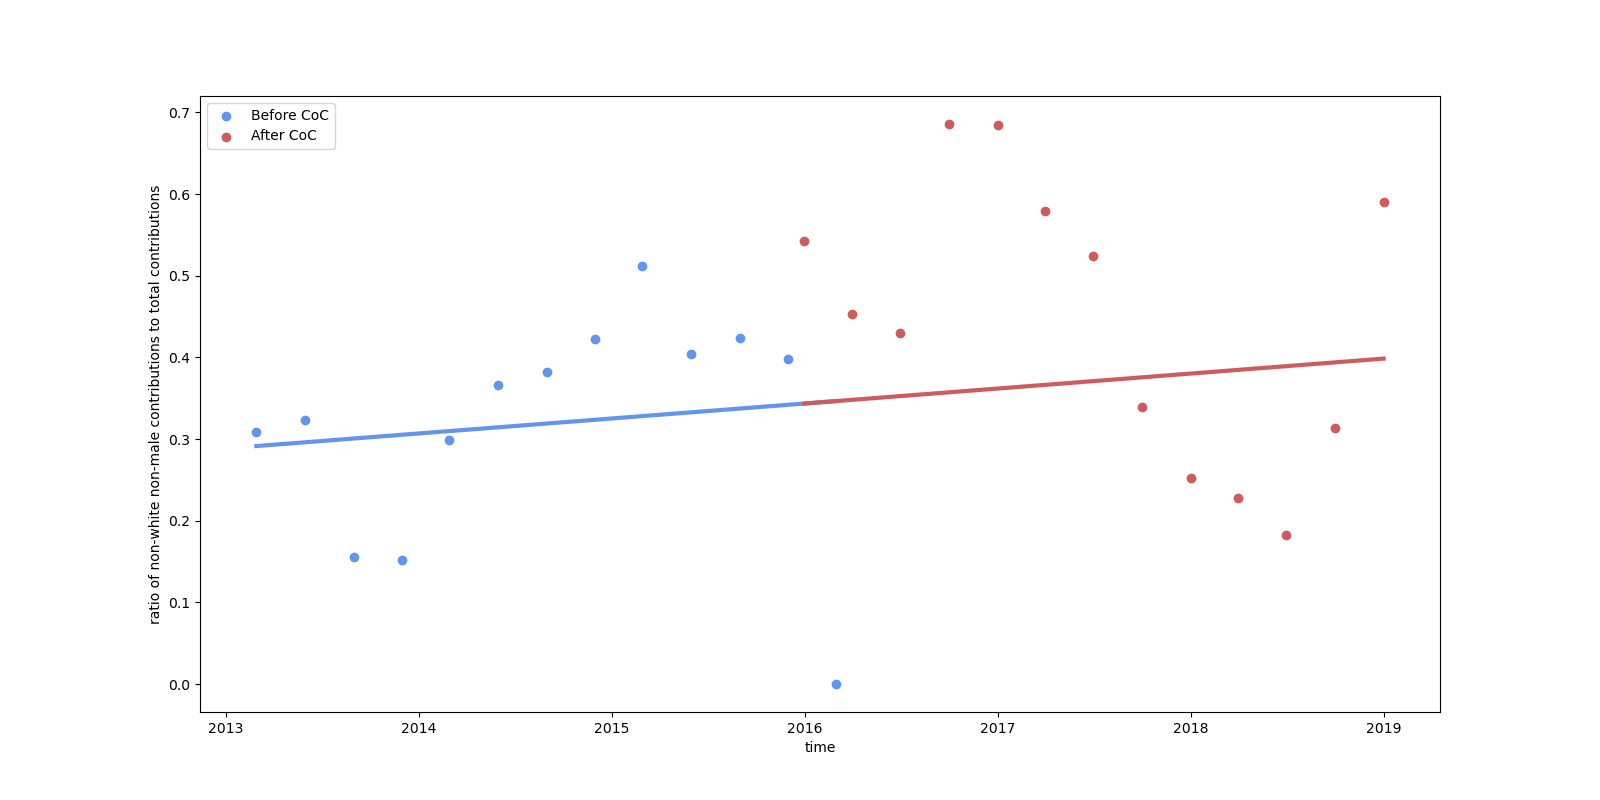 Before CoC
After CoC
ratio of non-white non-male contributions to total contributions
0.7
0.6
0.5
0.4
0.3
0.2
0.1
0.0
2013 2014 2015 2016 2017 2018 2019
time